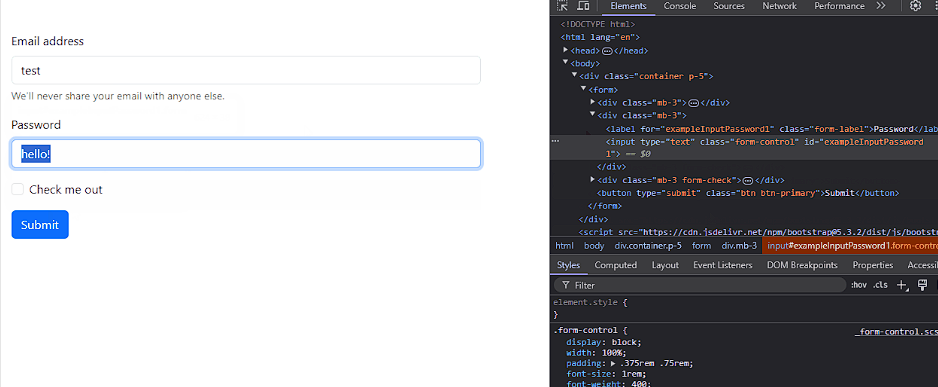 Email address
test
We'll never share your email with anyone else.
Password
hello!
Check me out
Submit
Elements Console Sources Network Performance
<!DOCTYPE html>
<html lang="en">
<head> </head>
<body>
<div class="container p-5">
<form>
<div class="mb-3"> </div>
<div class="mb-3">
<label for="exampleInputPassword1" class="form-label">Password</lab
<input type="text" class="form-control" id="exampleInputPassword
1"> == $0
</div>
<div class="mb-3 form-check"> </div>
<button type="submit" class="btn btn-primary">Submit</button>
</form>
</div>
<script src="https://cdn.jsdelivr.net/npm/bootstrap@5.3.2/dist/js/bootst
html body div.container.p-5 form div.mb-3 input#exampleInputPassword1.form-contro
Styles Computed Layout Event Listeners DOM Breakpoints Properties Accessi
Filter :hov .cls
element.style {
}
.form-control { _form-control.scs
display: block;
width: 100%;
padding: .375rem .75rem;
font-size: 1rem;
font-weight: 400;